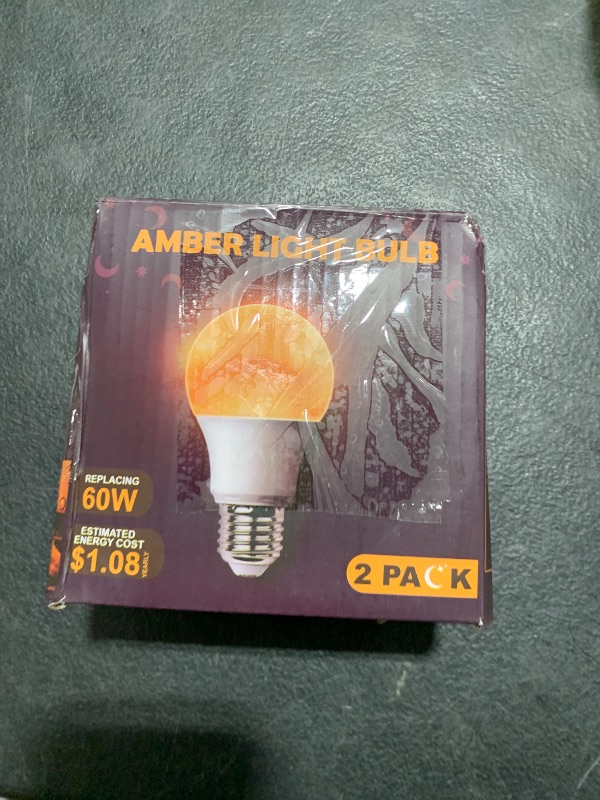 AMBER LIGHT BULB
REPLACING
60W
ESTIMATED
ENERGY COST
$1.08 YEARLY
2 PACK